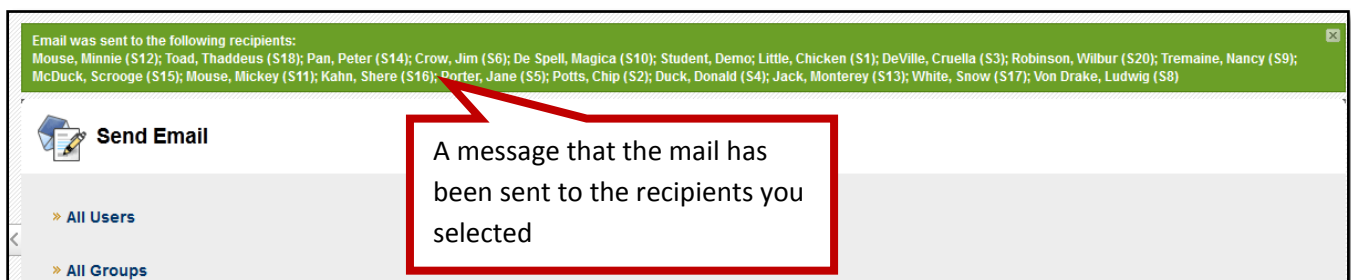 Email was sent to the following recipients:
Mouse, Minnie (S12); Toad, Thaddeus (S18); Pan, Peter (S14); Crow, Jim (S6); De Spell, Magica (S10); Student, Demo; Little, Chicken (S1); DeVille, Cruella (S3); Robinson, Wilbur (S20); Tremaine, Nancy (S9);
McDuck, Scrooge (S15); Mouse, Mickey (S11); Kahn, Shere (S16); Porter, Jane (S5); Potts, Chip (S2); Duck, Donald (S4); Jack, Monterey (S13); White, Snow (S17); Von Drake, Ludwig (S8)
Send Email
A message that the mail has
been sent to the recipients you
selected
» All Users
» All Groups